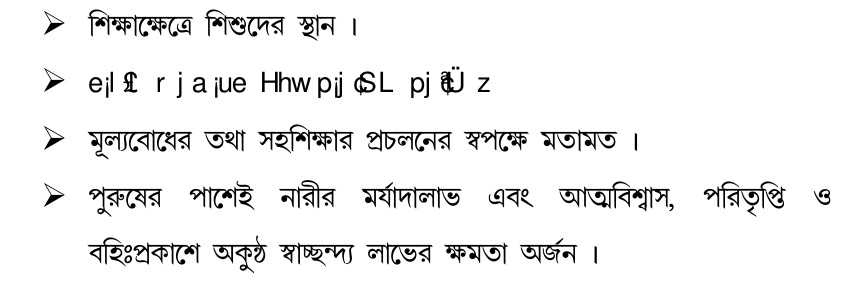 ➢ শিক্ষাক্ষেত্রে শিশুদের স্থান ।
➢ e¡l£ r j a¡ue Hhw p¡j¡SL pj
➢ মূল্যবোধের তথা সহশিক্ষার প্রচলনের স্বপক্ষে মতামত ।
➢ পুরুষের পাশেই নারীর মর্যাদালাভ এবং আত্মবিশ্বাস, পরিতৃপ্তি ও
বহিঃপ্রকাশে অকুন্ঠ স্বাচ্ছন্দ্য লাভের ক্ষমতা অর্জন ।